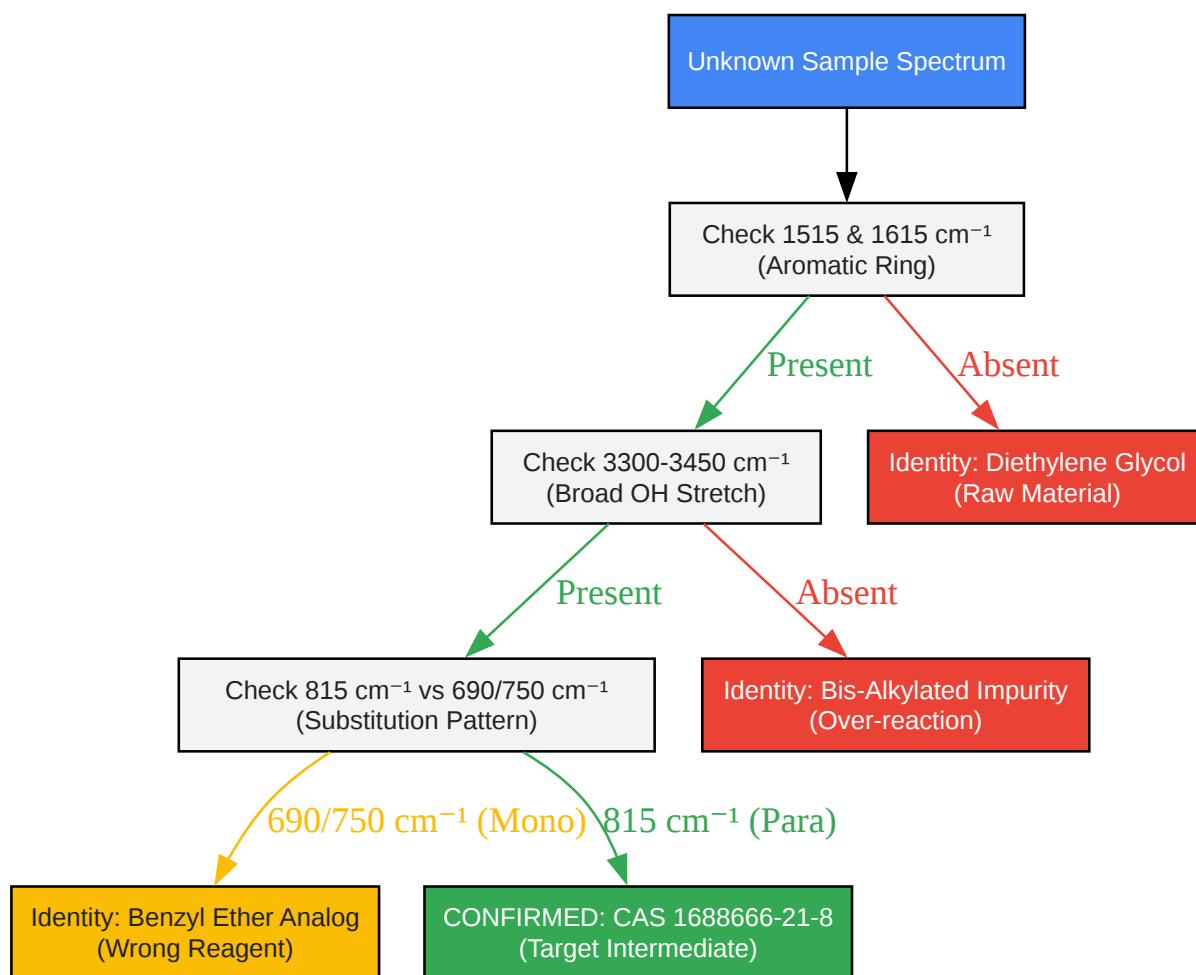 Unknown Sample Spectrum
Check 1515 & 1615 cm⁻¹
(Aromatic Ring)
Present
Absent
Check 3300-3450 cm⁻¹
(Broad OH Stretch)
Identity: Diethylene Glycol
(Raw Material)
Present
Absent
Check 815 cm⁻¹ vs 690/750 cm⁻¹
(Substitution Pattern)
Identity: Bis-Alkylated Impurity
(Over-reaction)
690/750 cm⁻¹ (Mono)
815 cm⁻¹ (Para)
Identity: Benzyl Ether Analog
(Wrong Reagent)
CONFIRMED: CAS 1688666-21-8
(Target Intermediate)